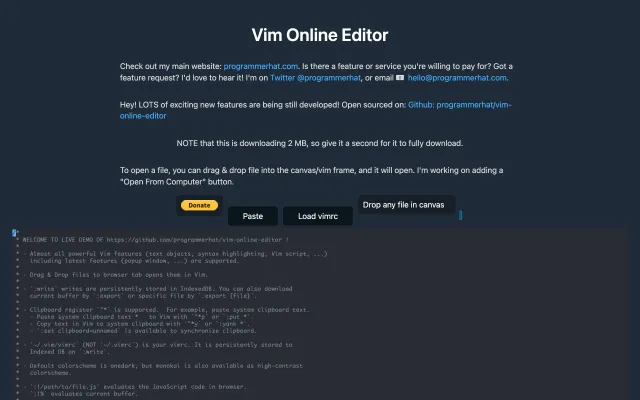 Vim Online Editor
Check out my main website: programmerhat.com. Is there a feature or service you're willing to pay for? Got a
feature request? I'd love to hear it! I'm on Twitter @programmerhat, or email 📧 hello@programmerhat.com.
Hey! LOTS of exciting new features are being still developed! Open sourced on: Github: programmerhat/vim-
online-editor
NOTE that this is downloading 2 MB, so give it a second for it to fully download.
To open a file, you can drag & drop file into the canvas/vim frame, and it will open. I'm working on adding a
"Open From Computer" button.
Donate
Paste
Load vimrc
Drop any file in canvas
/*
* WELCOME TO LIVE DEMO OF https://github.com/programmerhat/vim-online-editor !
*
* - Almost all powerful Vim features (text objects, syntax highlighting, Vim script, ...)
*   including latest features (popup window, ...) are supported.
*
* - Drag & Drop files to browser tab opens them in Vim.
*
* - `:write` writes are persistently stored in IndexedDB. You can also download
*   current buffer by `:export` or specific file by `:export {file}`.
*
* - Clipboard register `"*` is supported.  For example, paste system clipboard text.
*   - Paste system clipboard text *   to Vim with `"*p` or `:put *`
*   - Copy text in Vim to system clipboard with `"*y` or `:yank *`.
*   - `:set clipboard=unnamed` is available to synchronize clipboard.
*
* - `~/.vim/vimrc` (NOT `~/.vimrc`) is your vimrc. It is persistently stored to
*   Indexed DB on `:write`.
*
* - Default colorscheme is onedark, but monokai is also available as high-contrast
*   colorscheme.
*
* - `:!/path/to/file.js` evaluates the JavaScript code in browser.
*   `:!%` evaluates current buffer.